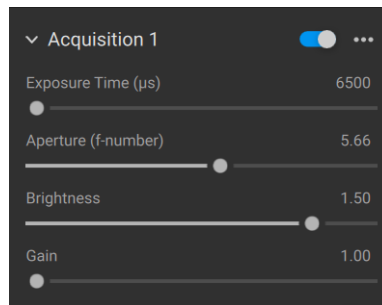 Acquisition 1
Exposure Time (µs) 6500
Aperture (f-number) 5.66
Brightness 1.50
Gain 1.00